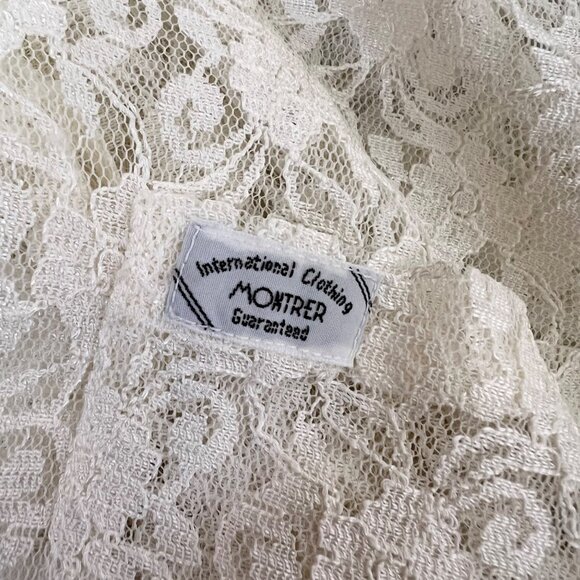 International Clothing
MONTRER
Guaranteed